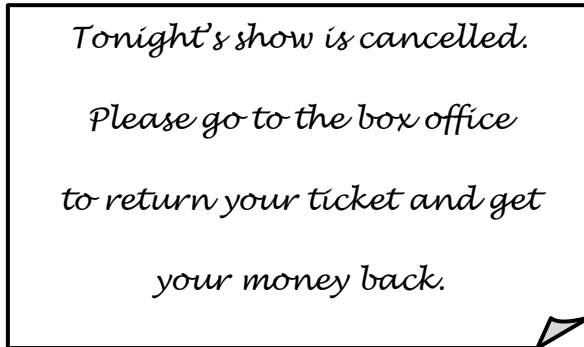 Tonight's show is cancelled.
Please go to the box office
to return your ticket and get
your money back.